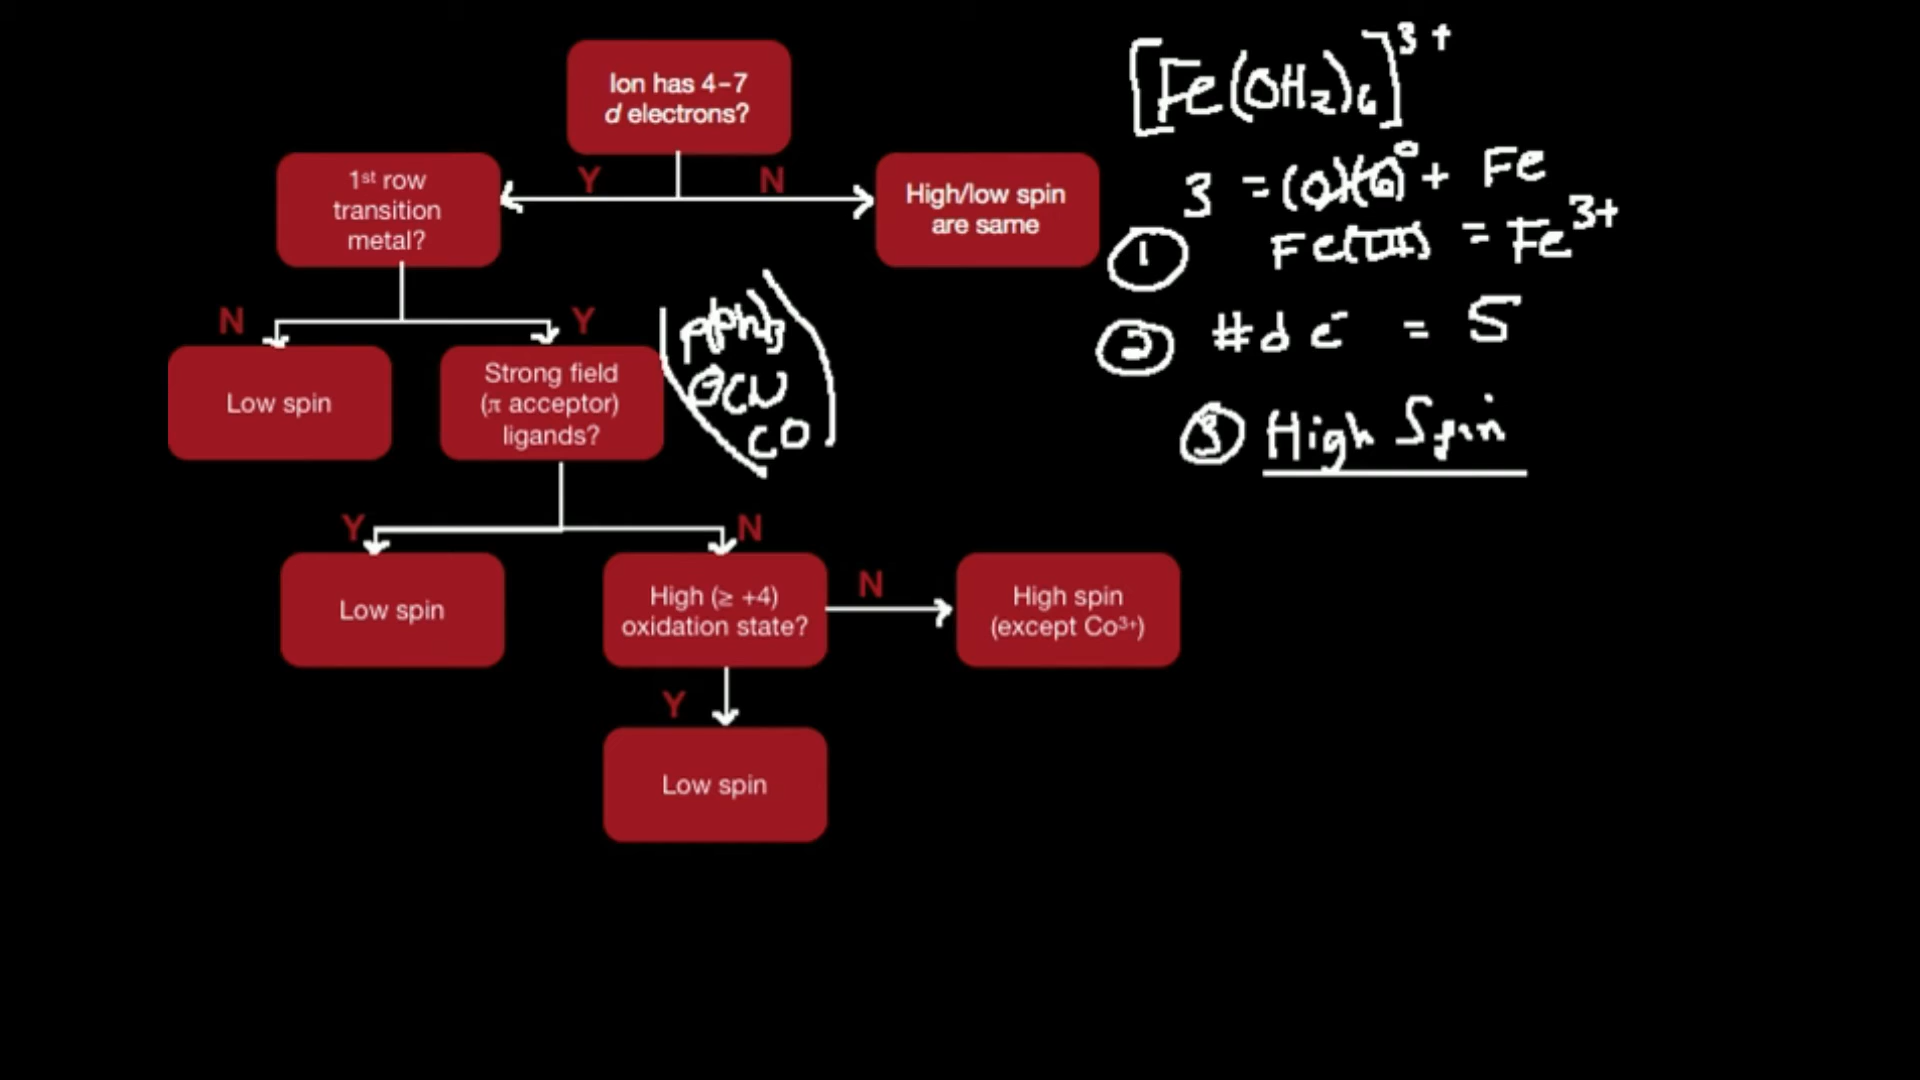 Ion has 4–7
d electrons?
Y
N
1st row
transition
metal?
High/low spin
are same
N
Y
Low spin
Strong field
(π acceptor)
ligands?
PPh3
⊖CN
CO
Y
N
Low spin
High (≥ +4)
oxidation state?
N
High spin
(except Co³⁺)
Y
Low spin
[Fe(OH₂)₆]³⁺
3 = (0)(6)⁰ + Fe
① Fe(III) = Fe³⁺
② # d e⁻ = 5
③ High Spin